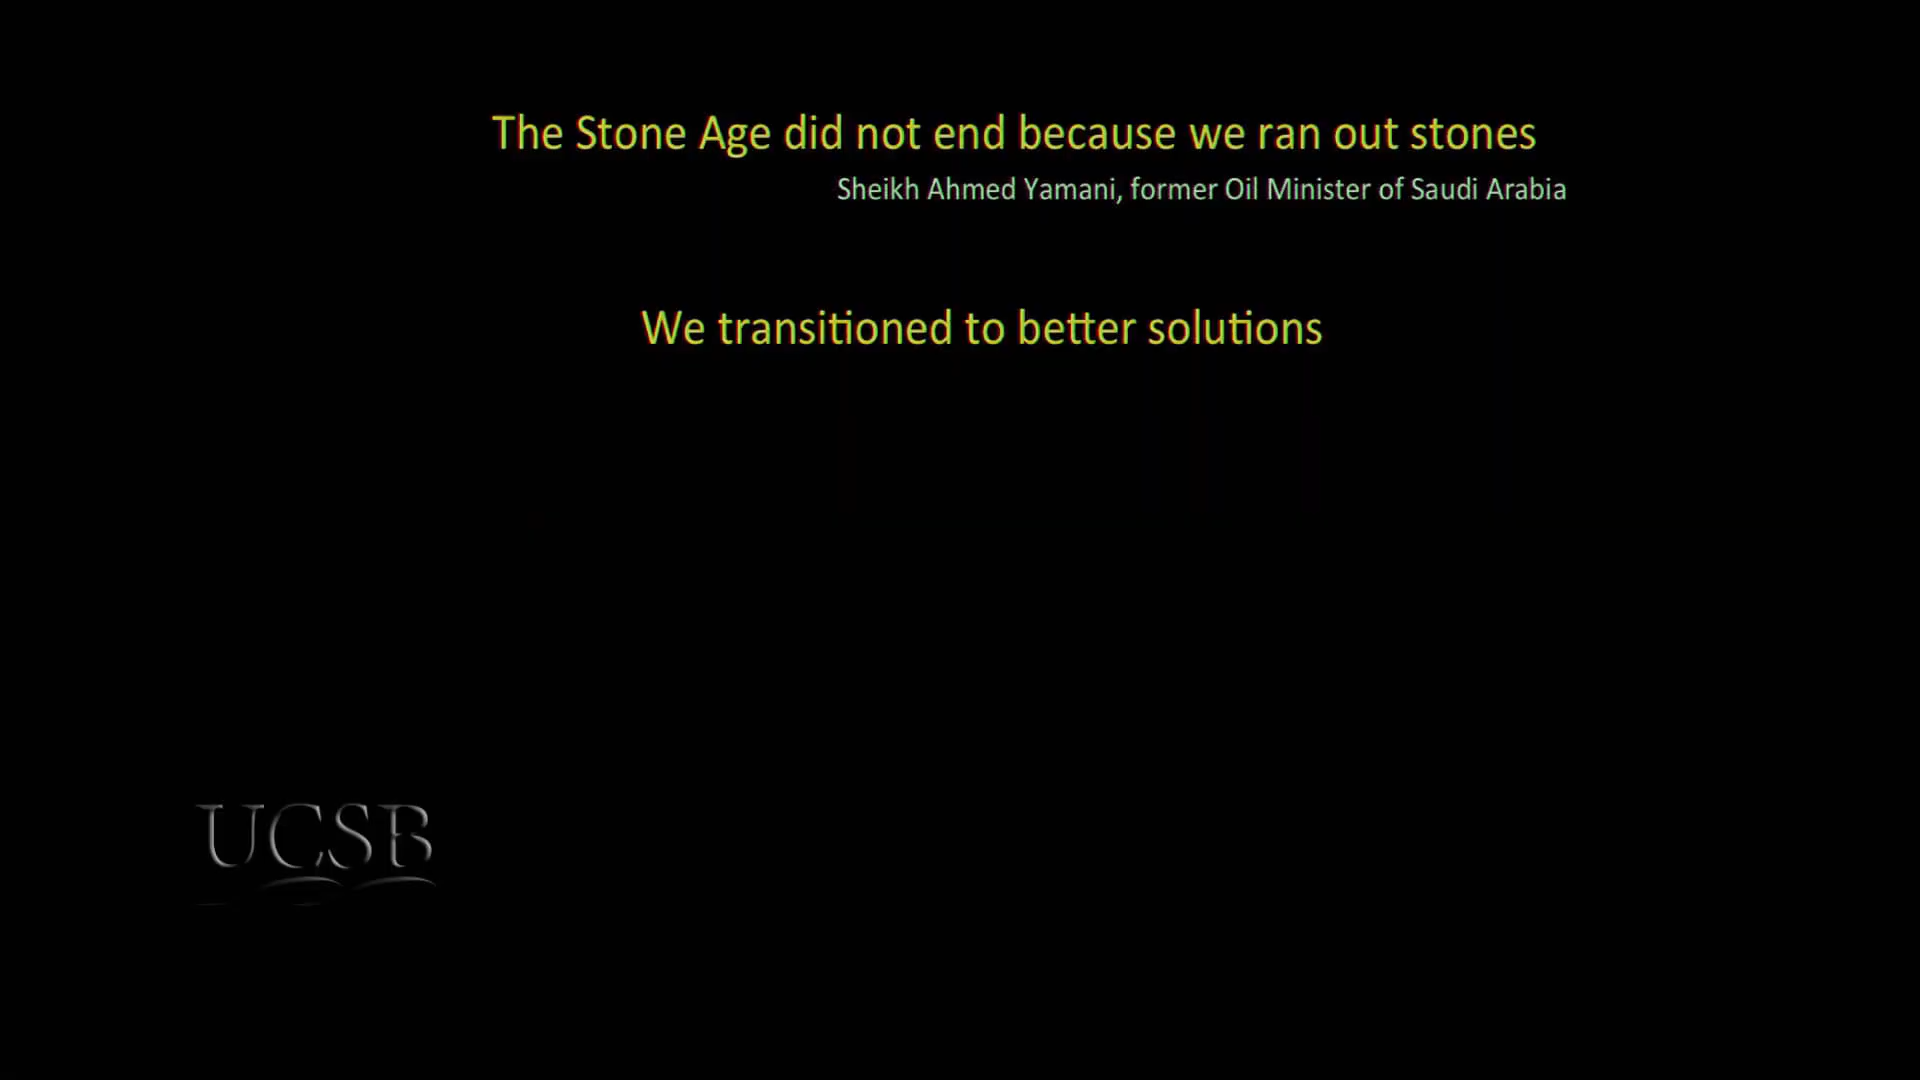 The Stone Age did not end because we ran out stones
Sheikh Ahmed Yamani, former Oil Minister of Saudi Arabia
We transitioned to better solutions
UCSB